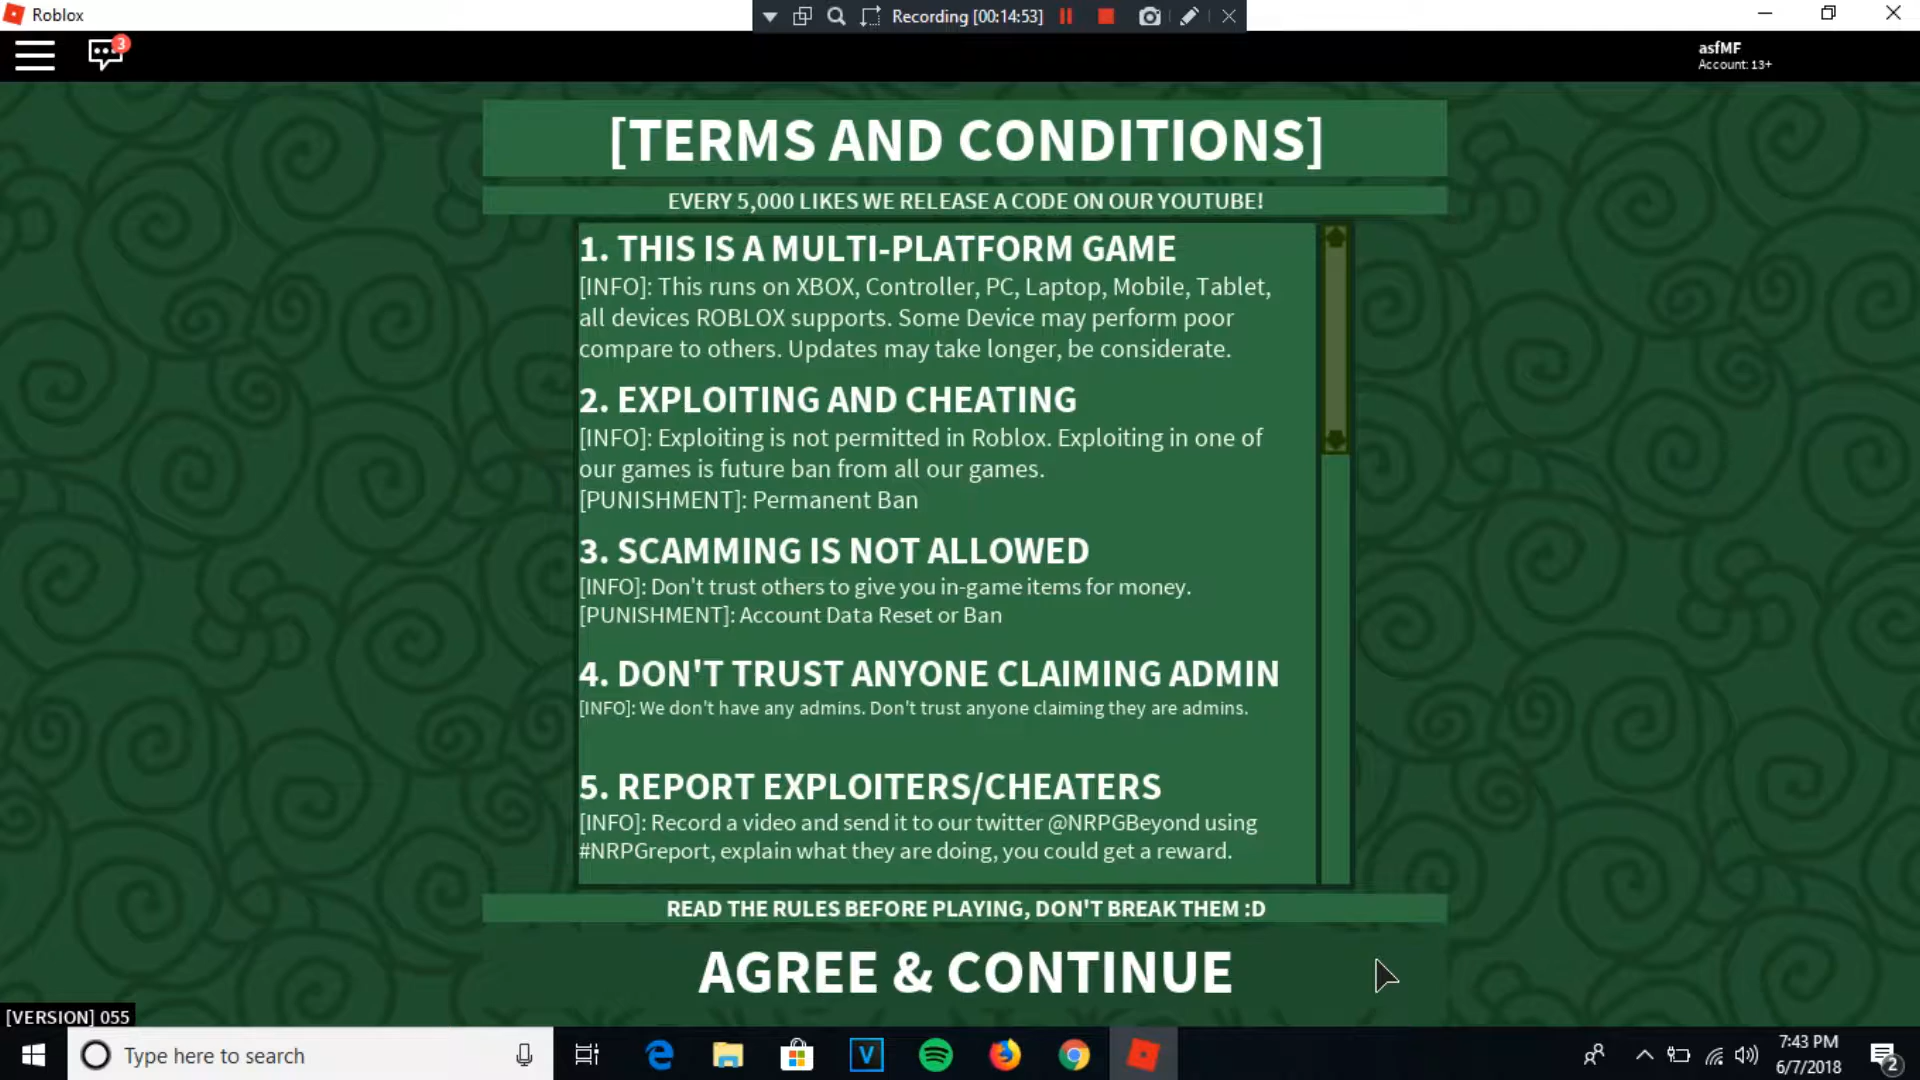 Roblox
Recording [00:14:53]
3
asfMF
Account: 13+
[TERMS AND CONDITIONS]
EVERY 5,000 LIKES WE RELEASE A CODE ON OUR YOUTUBE!
1. THIS IS A MULTI-PLATFORM GAME
[INFO]: This runs on XBOX, Controller, PC, Laptop, Mobile, Tablet,
all devices ROBLOX supports. Some Device may perform poor
compare to others. Updates may take longer, be considerate.
2. EXPLOITING AND CHEATING
[INFO]: Exploiting is not permitted in Roblox. Exploiting in one of
our games is future ban from all our games.
[PUNISHMENT]: Permanent Ban
3. SCAMMING IS NOT ALLOWED
[INFO]: Don't trust others to give you in-game items for money.
[PUNISHMENT]: Account Data Reset or Ban
4. DON'T TRUST ANYONE CLAIMING ADMIN
[INFO]: We don't have any admins. Don't trust anyone claiming they are admins.
5. REPORT EXPLOITERS/CHEATERS
[INFO]: Record a video and send it to our twitter @NRPGBeyond using
#NRPGreport, explain what they are doing, you could get a reward.
READ THE RULES BEFORE PLAYING, DON'T BREAK THEM :D
AGREE & CONTINUE
[VERSION] 055
Type here to search
V
7:43 PM
6/7/2018
2